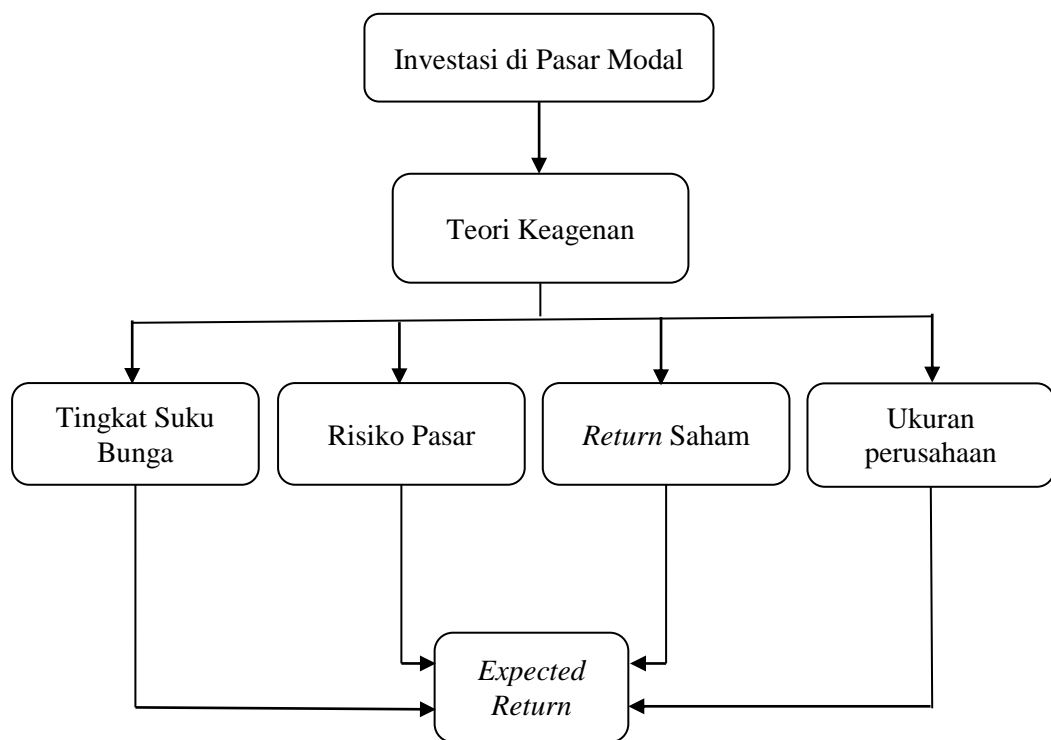 Investasi di Pasar Modal
Teori Keagenan
Tingkat Suku
Bunga
Risiko Pasar
Return Saham
Ukuran
perusahaan
Expected
Return